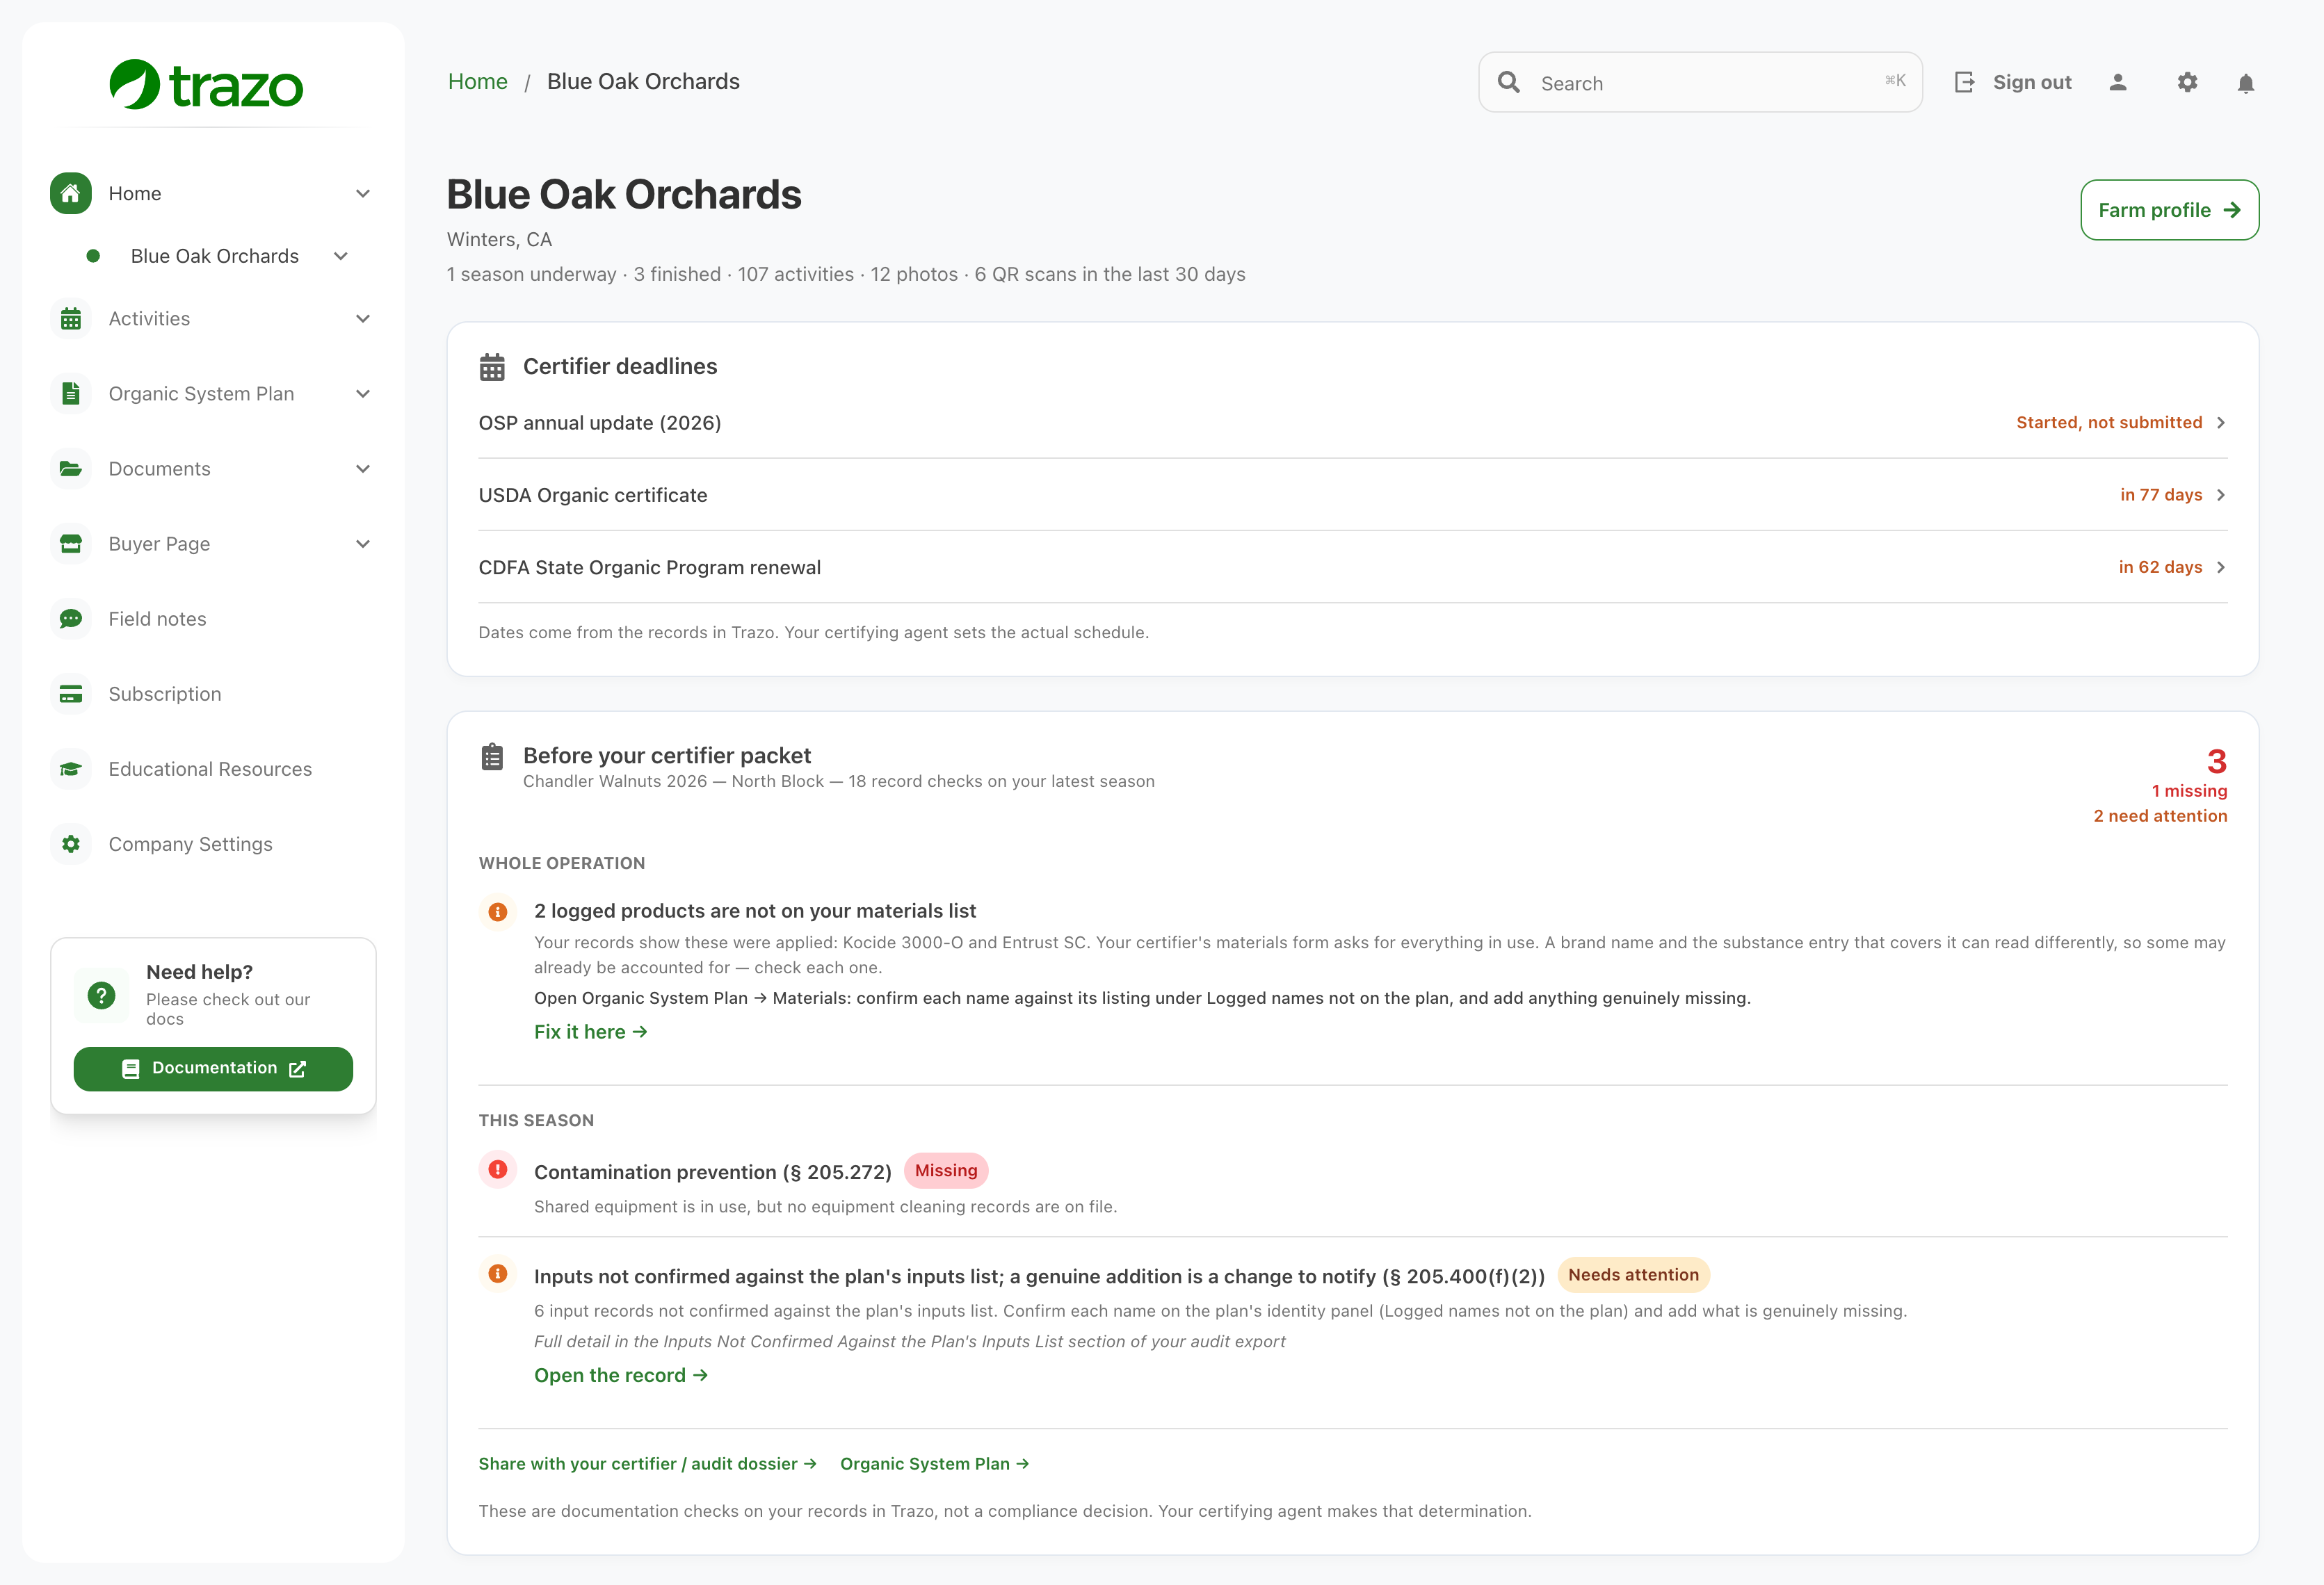 trazo
Home
Blue Oak Orchards
Activities
Organic System Plan
Documents
Buyer Page
Field notes
Subscription
Educational Resources
Company Settings
Need help?
Please check out our
docs
Documentation
Home / Blue Oak Orchards
Search ⌘K
Sign out
Blue Oak Orchards
Winters, CA
1 season underway · 3 finished · 107 activities · 12 photos · 6 QR scans in the last 30 days
Farm profile →
Certifier deadlines
OSP annual update (2026) Started, not submitted
USDA Organic certificate in 77 days
CDFA State Organic Program renewal in 62 days
Dates come from the records in Trazo. Your certifying agent sets the actual schedule.
Before your certifier packet
Chandler Walnuts 2026 — North Block — 18 record checks on your latest season
3
1 missing
2 need attention
WHOLE OPERATION
2 logged products are not on your materials list
Your records show these were applied: Kocide 3000-O and Entrust SC. Your certifier's materials form asks for everything in use. A brand name and the substance entry that covers it can read differently, so some may
already be accounted for — check each one.
Open Organic System Plan → Materials: confirm each name against its listing under Logged names not on the plan, and add anything genuinely missing.
Fix it here →
THIS SEASON
Contamination prevention (§ 205.272) Missing
Shared equipment is in use, but no equipment cleaning records are on file.
Inputs not confirmed against the plan's inputs list; a genuine addition is a change to notify (§ 205.400(f)(2)) Needs attention
6 input records not confirmed against the plan's inputs list. Confirm each name on the plan's identity panel (Logged names not on the plan) and add what is genuinely missing.
Full detail in the Inputs Not Confirmed Against the Plan's Inputs List section of your audit export
Open the record →
Share with your certifier / audit dossier → Organic System Plan →
These are documentation checks on your records in Trazo, not a compliance decision. Your certifying agent makes that determination.